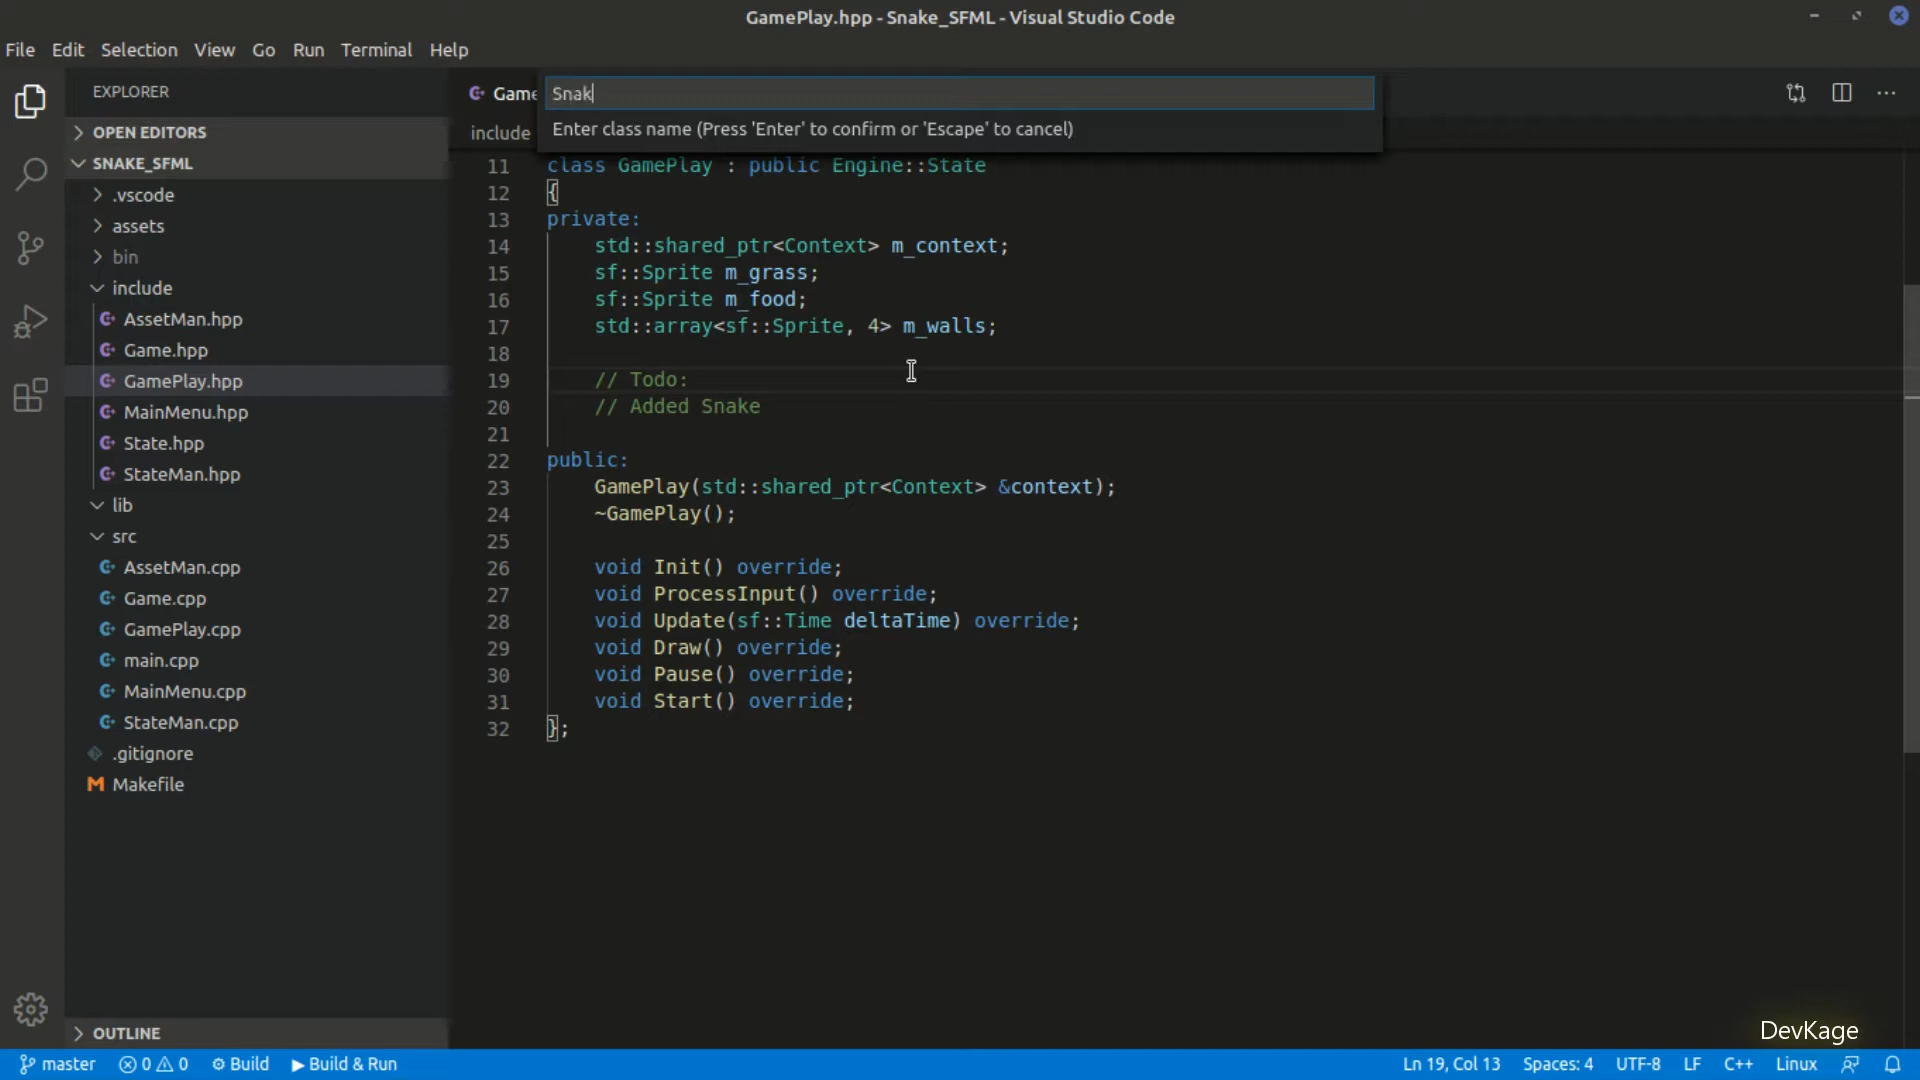 GamePlay.hpp - Snake_SFML - Visual Studio Code
File Edit Selection View Go Run Terminal Help
EXPLORER
OPEN EDITORS
SNAKE_SFML
.vscode
assets
bin
include
AssetMan.hpp
Game.hpp
GamePlay.hpp
MainMenu.hpp
State.hpp
StateMan.hpp
lib
src
AssetMan.cpp
Game.cpp
GamePlay.cpp
main.cpp
MainMenu.cpp
StateMan.cpp
.gitignore
Makefile
OUTLINE
Game
Snak
Enter class name (Press 'Enter' to confirm or 'Escape' to cancel)
include
11 class GamePlay : public Engine::State
12 {
13 private:
14     std::shared_ptr<Context> m_context;
15     sf::Sprite m_grass;
16     sf::Sprite m_food;
17     std::array<sf::Sprite, 4> m_walls;
18
19     // Todo:
20     // Added Snake
21
22 public:
23     GamePlay(std::shared_ptr<Context> &context);
24     ~GamePlay();
25
26     void Init() override;
27     void ProcessInput() override;
28     void Update(sf::Time deltaTime) override;
29     void Draw() override;
30     void Pause() override;
31     void Start() override;
32 };
DevKage
master 0 0 Build Build & Run Ln 19, Col 13 Spaces: 4 UTF-8 LF C++ Linux